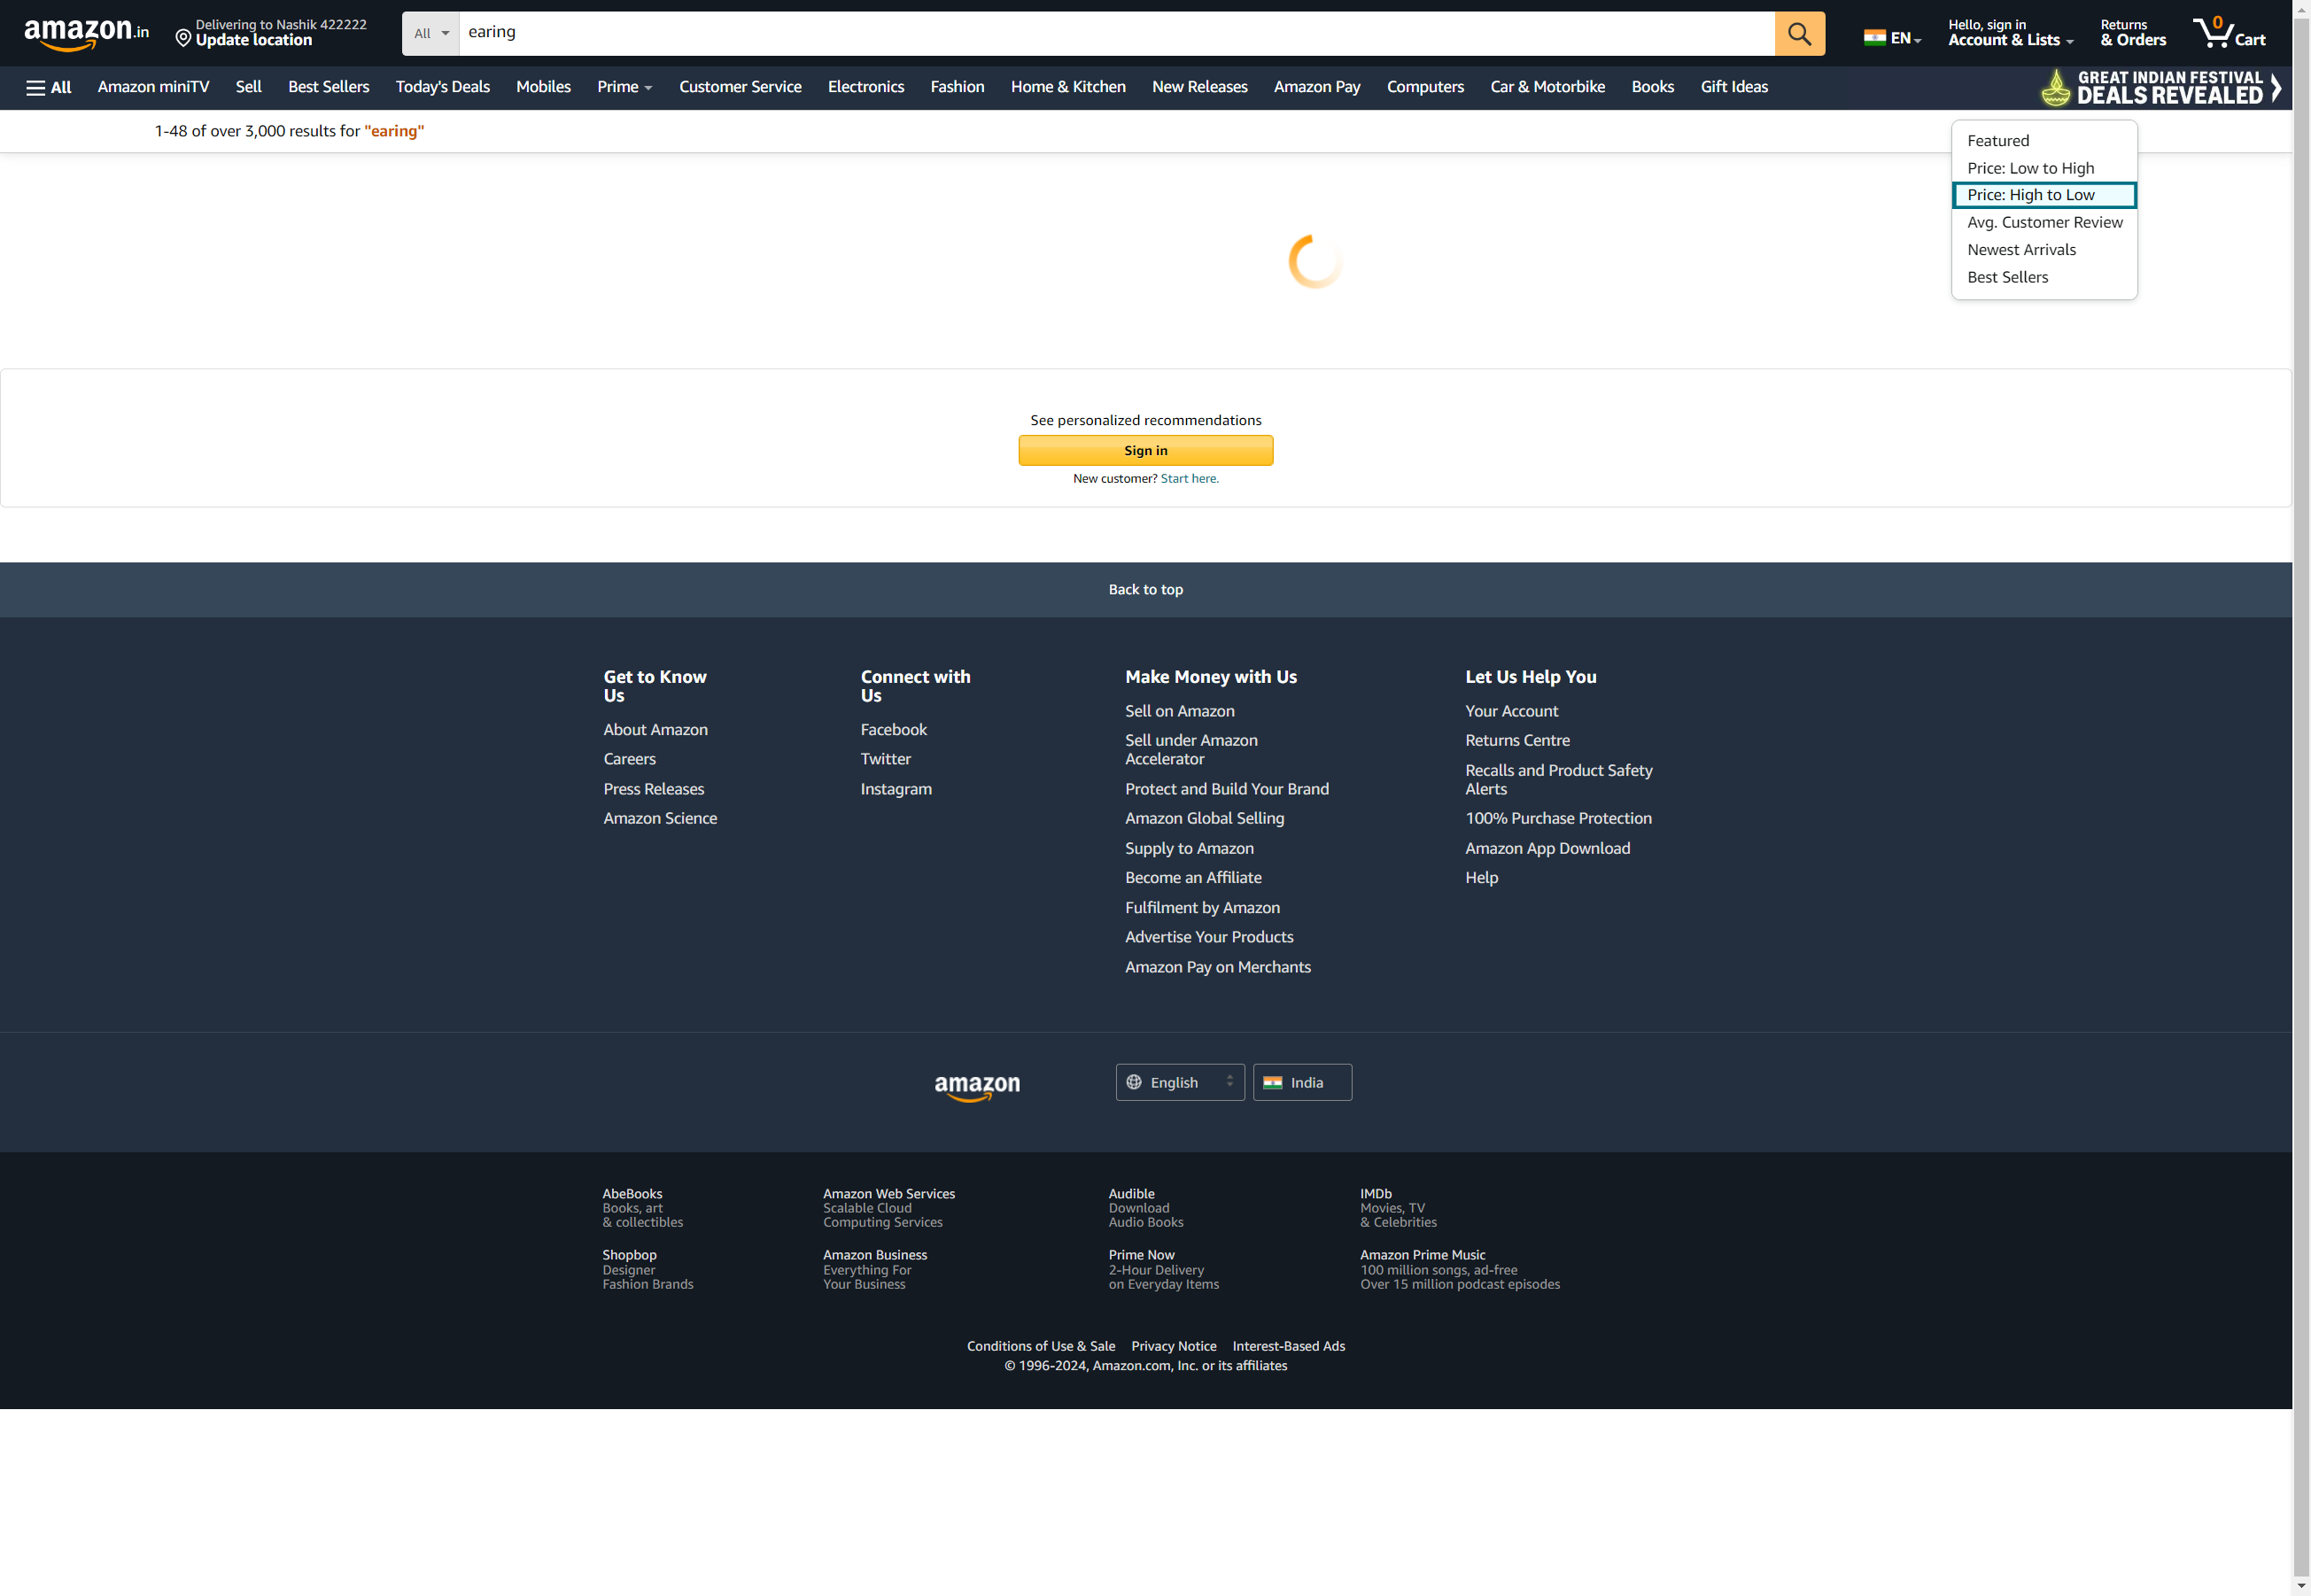 amazon.in
Delivering to Nashik 422222
Update location
All
earing
EN
Hello, sign in
Account & Lists
Returns
& Orders
0
Cart
All
Amazon miniTV
Sell
Best Sellers
Today's Deals
Mobiles
Prime
Customer Service
Electronics
Fashion
Home & Kitchen
New Releases
Amazon Pay
Computers
Car & Motorbike
Books
Gift Ideas
GREAT INDIAN FESTIVAL
DEALS REVEALED
1-48 of over 3,000 results for "earing"
Featured
Price: Low to High
Price: High to Low
Avg. Customer Review
Newest Arrivals
Best Sellers
See personalized recommendations
Sign in
New customer? Start here.
Back to top
Get to Know
Us
About Amazon
Careers
Press Releases
Amazon Science
Connect with
Us
Facebook
Twitter
Instagram
Make Money with Us
Sell on Amazon
Sell under Amazon
Accelerator
Protect and Build Your Brand
Amazon Global Selling
Supply to Amazon
Become an Affiliate
Fulfilment by Amazon
Advertise Your Products
Amazon Pay on Merchants
Let Us Help You
Your Account
Returns Centre
Recalls and Product Safety
Alerts
100% Purchase Protection
Amazon App Download
Help
amazon
English
India
AbeBooks
Books, art
& collectibles
Amazon Web Services
Scalable Cloud
Computing Services
Audible
Download
Audio Books
IMDb
Movies, TV
& Celebrities
Shopbop
Designer
Fashion Brands
Amazon Business
Everything For
Your Business
Prime Now
2-Hour Delivery
on Everyday Items
Amazon Prime Music
100 million songs, ad-free
Over 15 million podcast episodes
Conditions of Use & Sale
Privacy Notice
Interest-Based Ads
© 1996-2024, Amazon.com, Inc. or its affiliates